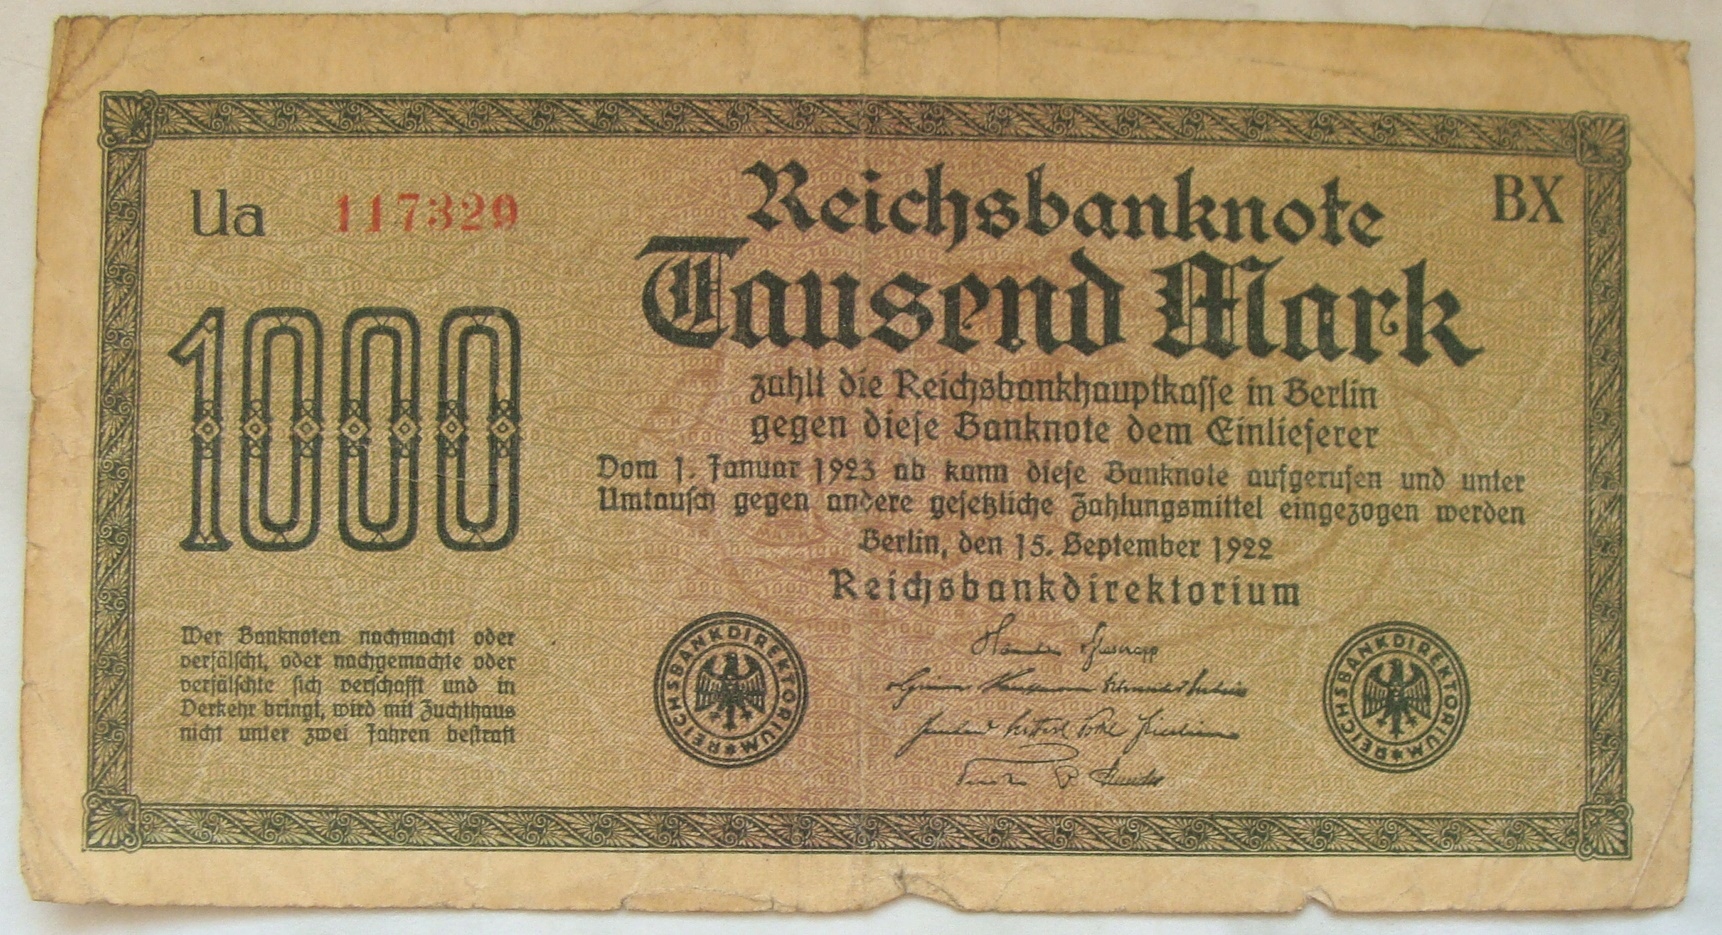 Ua 117329
Reichsbanknote
BX
Tausend Mark
1000
zahlt die Reichsbankhauptkasse in Berlin
gegen diese Banknote dem Einlieferer
Vom 1. Januar 1923 ab kann diese Banknote aufgerufen und unter
Umtausch gegen andere gesetzliche Zahlungsmittel eingezogen werden
Berlin, den 15. September 1922
Reichsbankdirektorium
Wer Banknoten nachmacht oder
verfälscht, oder nachgemachte oder
verfälschte sich verschafft und in
Verkehr bringt, wird mit Zuchthaus
nicht unter zwei Jahren bestraft
REICHSBANKDIREKTORIUM
REICHSBANKDIREKTORIUM